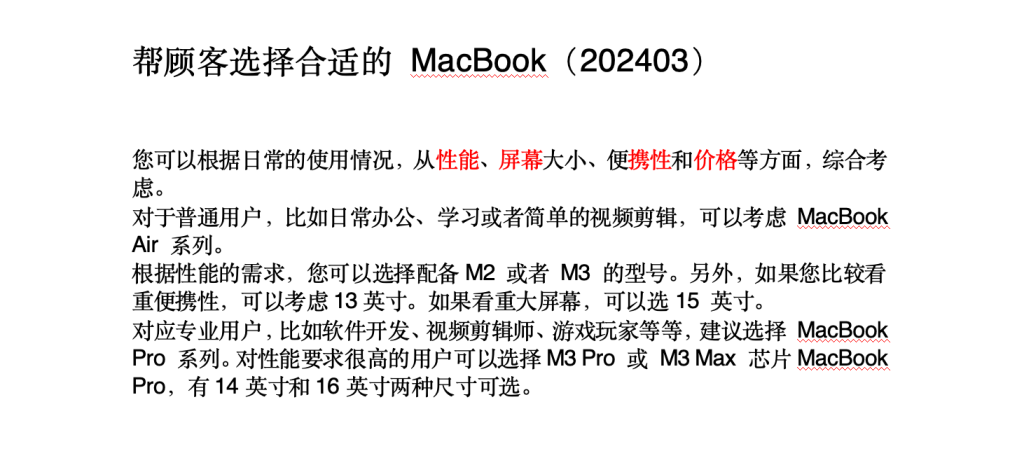 帮顾客选择合适的 MacBook（202403）
您可以根据日常的使用情况，从性能、屏幕大小、便携性和价格等方面，综合考
虑。
对于普通用户，比如日常办公、学习或者简单的视频剪辑，可以考虑 MacBook
Air 系列。
根据性能的需求，您可以选择配备 M2 或者 M3 的型号。另外，如果您比较看
重便携性，可以考虑 13 英寸。如果看重大屏幕，可以选 15 英寸。
对应专业用户，比如软件开发、视频剪辑师、游戏玩家等等，建议选择 MacBook
Pro 系列。对性能要求很高的用户可以选择 M3 Pro 或 M3 Max 芯片 MacBook
Pro，有 14 英寸和 16 英寸两种尺寸可选。